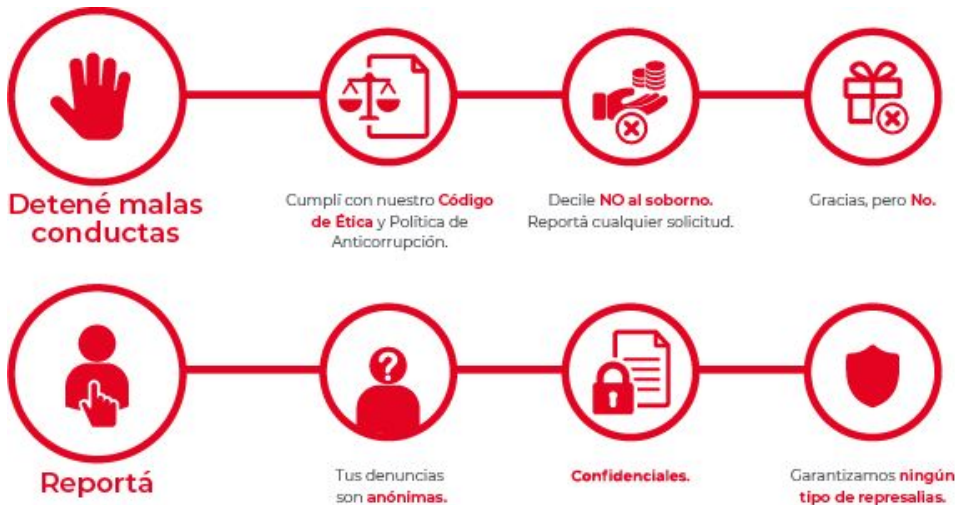 Detené malas
conductas
Cumplí con nuestro Código
de Ética y Política de
Anticorrupción.
Decile NO al soborno.
Reportá cualquier solicitud.
Gracias, pero No.
Reportá
Tus denuncias
son anónimas.
Confidenciales.
Garantizamos ningún
tipo de represalias.